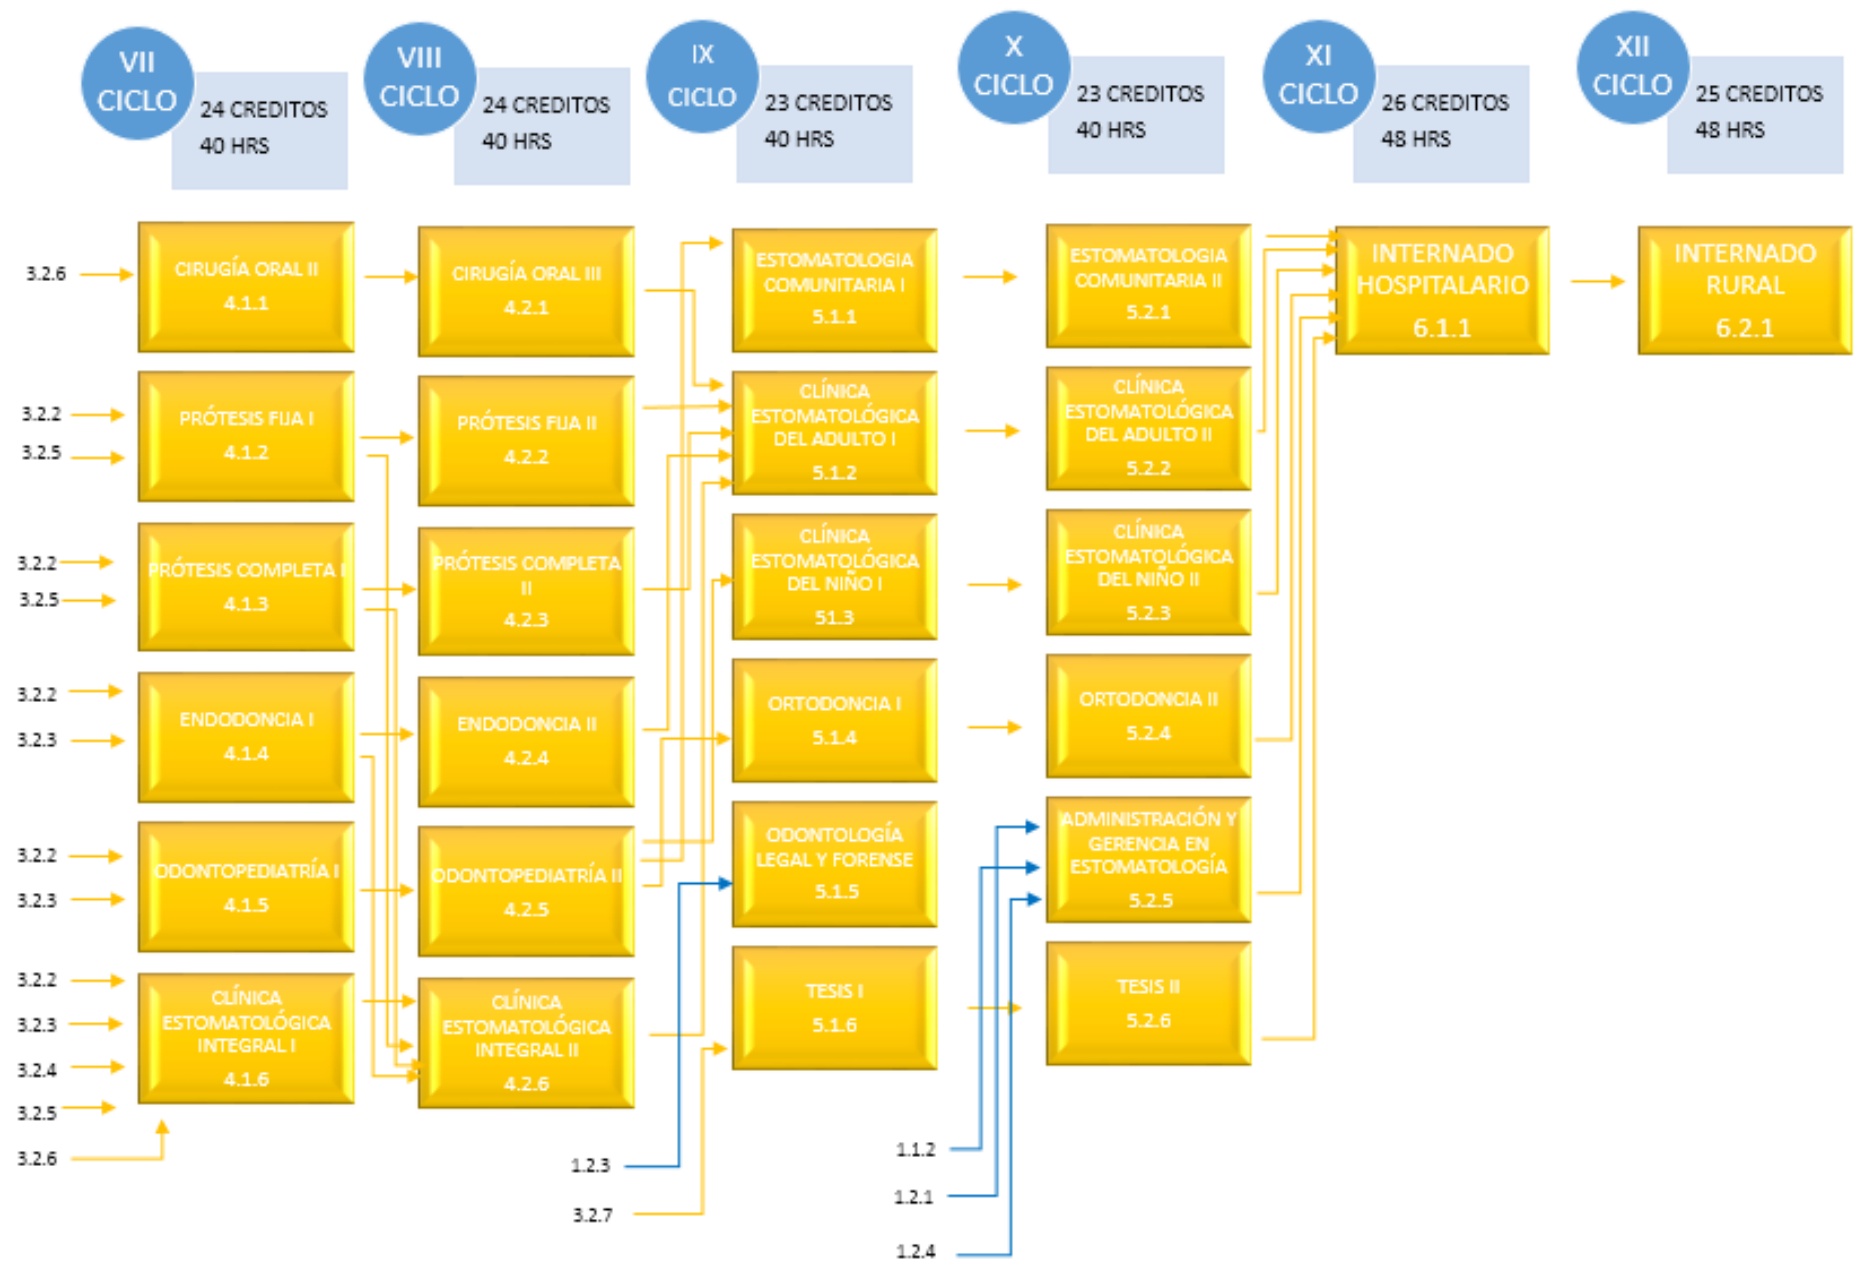 VII
CICLO
24 CREDITOS
40 HRS
VIII
CICLO
24 CREDITOS
40 HRS
IX
CICLO
23 CREDITOS
40 HRS
X
CICLO
23 CREDITOS
40 HRS
XI
CICLO
26 CREDITOS
48 HRS
XII
CICLO
25 CREDITOS
48 HRS
3.2.6
CIRUGÍA ORAL II
4.1.1
3.2.2
3.2.5
PRÓTESIS FIJA I
4.1.2
3.2.2
3.2.5
PRÓTESIS COMPLETA I
4.1.3
3.2.2
3.2.3
ENDODONCIA I
4.1.4
3.2.2
3.2.3
ODONTOPEDIATRÍA I
4.1.5
3.2.2
3.2.3
3.2.4
3.2.5
3.2.6
CLÍNICA
ESTOMATOLÓGICA
INTEGRAL I
4.1.6
CIRUGÍA ORAL III
4.2.1
PRÓTESIS FIJA II
4.2.2
PRÓTESIS COMPLETA
II
4.2.3
ENDODONCIA II
4.2.4
ODONTOPEDIATRÍA II
4.2.5
CLÍNICA
ESTOMATOLÓGICA
INTEGRAL II
4.2.6
ESTOMATOLOGIA
COMUNITARIA I
5.1.1
CLÍNICA
ESTOMATOLÓGICA
DEL ADULTO I
5.1.2
CLÍNICA
ESTOMATOLÓGICA
DEL NIÑO I
51.3
ORTODONCIA I
5.1.4
ODONTOLOGÍA
LEGAL Y FORENSE
5.1.5
TESIS I
5.1.6
1.2.3
3.2.7
ESTOMATOLOGIA
COMUNITARIA II
5.2.1
CLÍNICA
ESTOMATOLÓGICA
DEL ADULTO II
5.2.2
CLÍNICA
ESTOMATOLÓGICA
DEL NIÑO II
5.2.3
ORTODONCIA II
5.2.4
ADMINISTRACIÓN Y
GERENCIA EN
ESTOMATOLOGÍA
5.2.5
TESIS II
5.2.6
1.1.2
1.2.1
1.2.4
INTERNADO
HOSPITALARIO
6.1.1
INTERNADO
RURAL
6.2.1